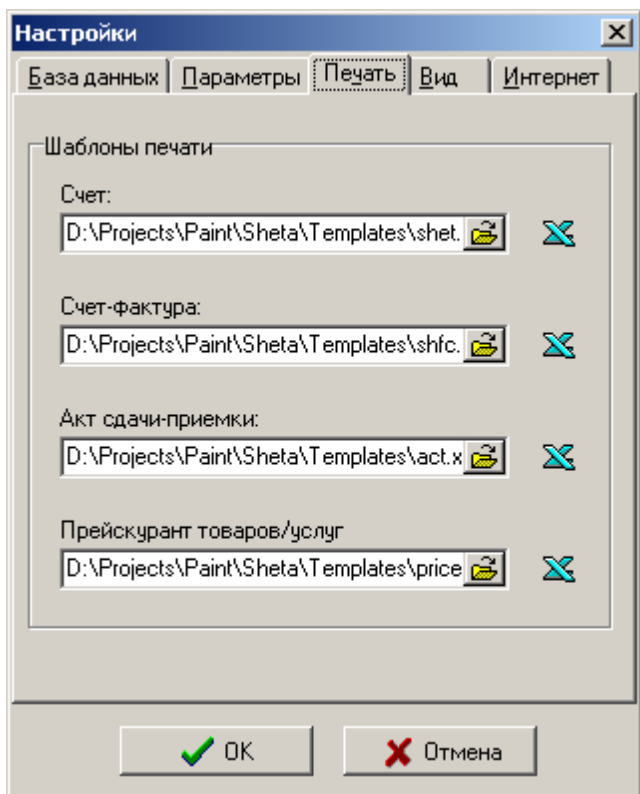 Настройки
База данных Параметры Печать Вид Интернет
Шаблоны печати
Счет:
D:\Projects\Paint\Sheta\Templates\shet.
Счет-фактура:
D:\Projects\Paint\Sheta\Templates\shfc.
Акт сдачи-приемки:
D:\Projects\Paint\Sheta\Templates\act.x
Прейскурант товаров/услуг
D:\Projects\Paint\Sheta\Templates\price
OK Отмена